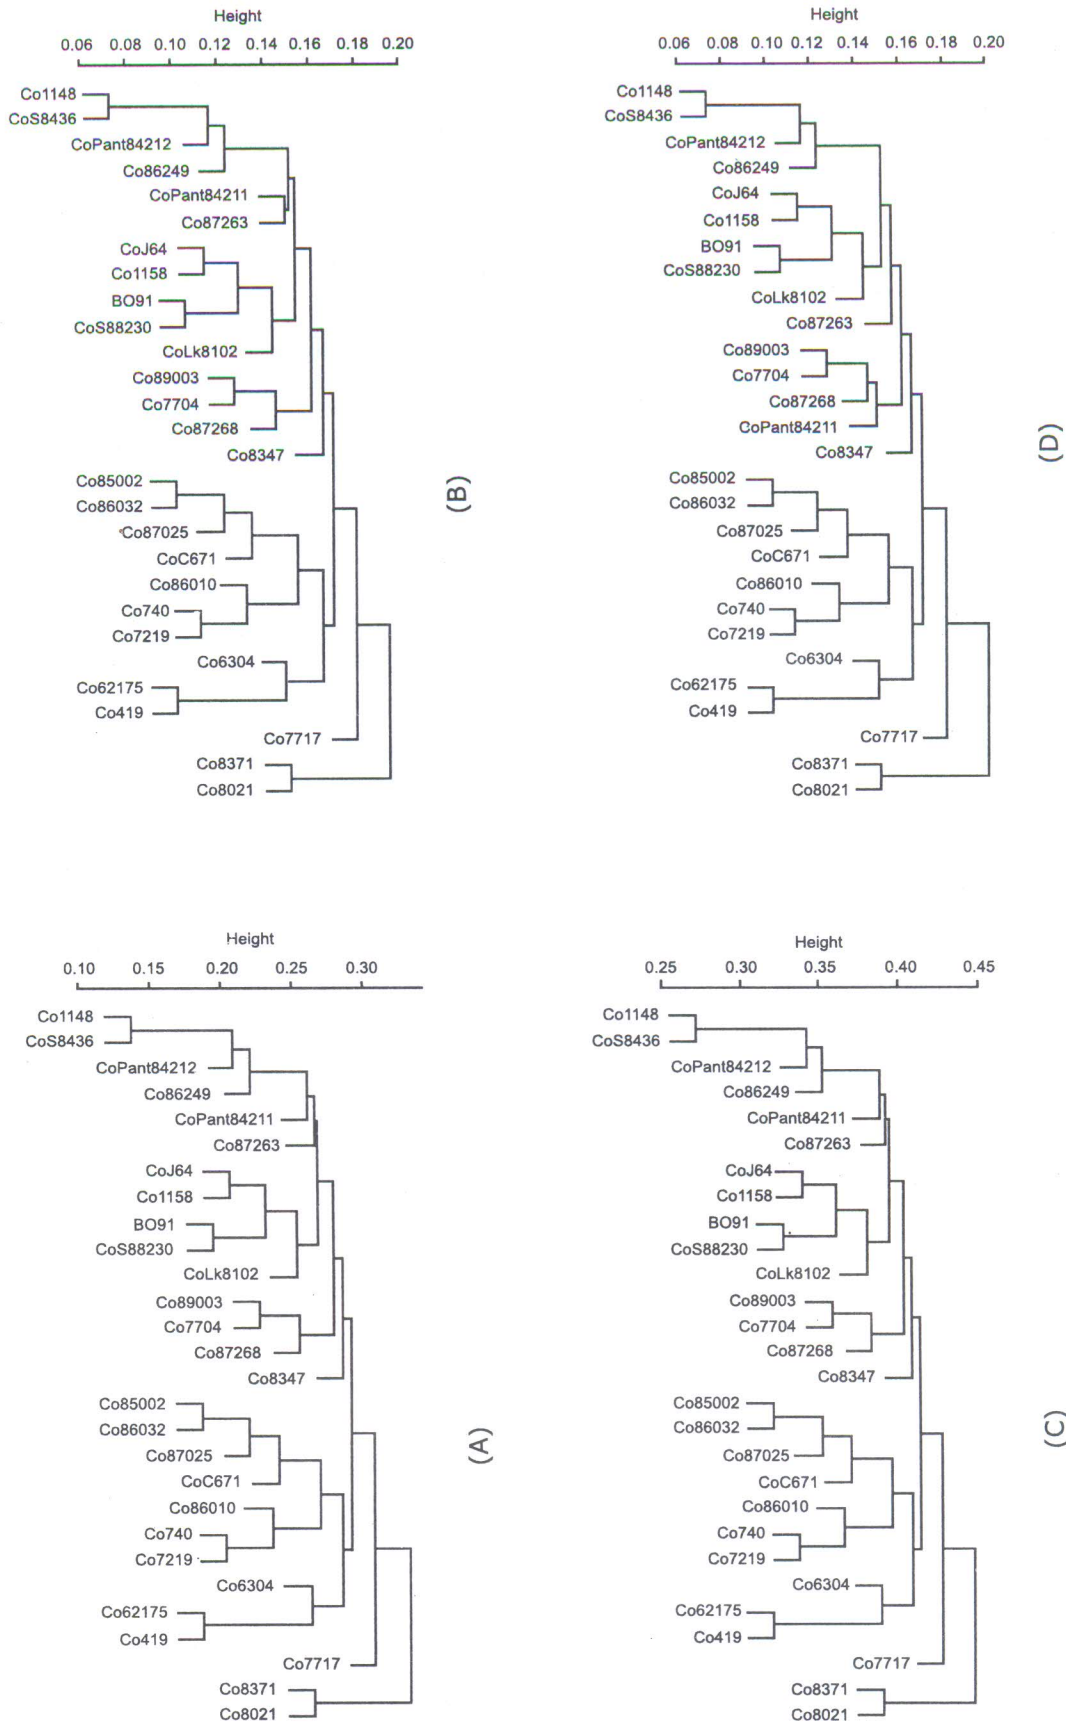 Height
0.06 0.08 0.10 0.12 0.14 0.16 0.18 0.20
Co1148
CoS8436
CoPant84212
Co86249
CoPant84211
Co87263
CoJ64
Co1158
BO91
CoS88230
CoLk8102
Co89003
Co7704
Co87268
Co8347
Co85002
Co86032
Co87025
CoC671
Co86010
Co740
Co7219
Co6304
Co62175
Co419
Co7717
Co8371
Co8021
(B)
Height
0.06 0.08 0.10 0.12 0.14 0.16 0.18 0.20
Co1148
CoS8436
CoPant84212
Co86249
CoJ64
Co1158
BO91
CoS88230
CoLk8102
Co87263
Co89003
Co7704
Co87268
CoPant84211
Co8347
Co85002
Co86032
Co87025
CoC671
Co86010
Co740
Co7219
Co6304
Co62175
Co419
Co7717
Co8371
Co8021
(D)
Height
0.10 0.15 0.20 0.25 0.30
Co1148
CoS8436
CoPant84212
Co86249
CoPant84211
Co87263
CoJ64
Co1158
BO91
CoS88230
CoLk8102
Co89003
Co7704
Co87268
Co8347
Co85002
Co86032
Co87025
CoC671
Co86010
Co740
Co7219
Co6304
Co62175
Co419
Co7717
Co8371
Co8021
(A)
Height
0.25 0.30 0.35 0.40 0.45
Co1148
CoS8436
CoPant84212
Co86249
CoPant84211
Co87263
CoJ64
Co1158
BO91
CoS88230
CoLk8102
Co89003
Co7704
Co87268
Co8347
Co85002
Co86032
Co87025
CoC671
Co86010
Co740
Co7219
Co6304
Co62175
Co419
Co7717
Co8371
Co8021
(C)